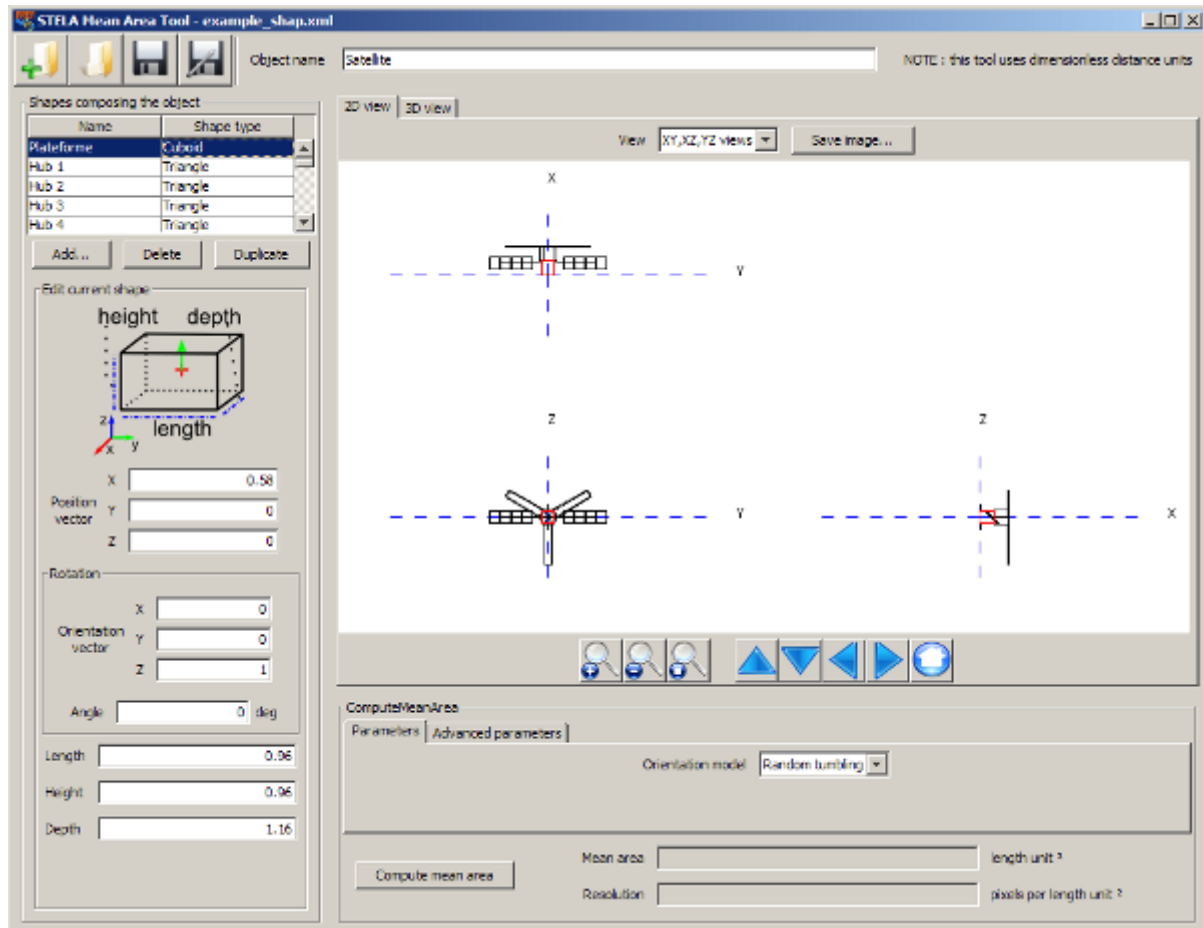 STELA Mean Area Tool - example_shap.xml
Object name Satellite NOTE : this tool uses dimensionless distance units
Shapes composing the object
Name Shape type
Plateforme Cuboid
Hub 1 Triangle
Hub 2 Triangle
Hub 3 Triangle
Hub 4 Triangle
Add... Delete Duplicate
Edit current shape
height depth
length
z
x y
X 0.58
Position vector Y 0
Z 0
Rotation
X 0
Orientation vector Y 0
Z 1
Angle 0 deg
Length 0.96
Height 0.96
Depth 1.16
2D view 3D view
View XY,XZ,YZ views Save image...
X
Y
Z Z
Y X
ComputeMeanArea
Parameters Advanced parameters
Orientation model Random tumbling
Compute mean area
Mean area length unit ²
Resolution pixels per length unit ²